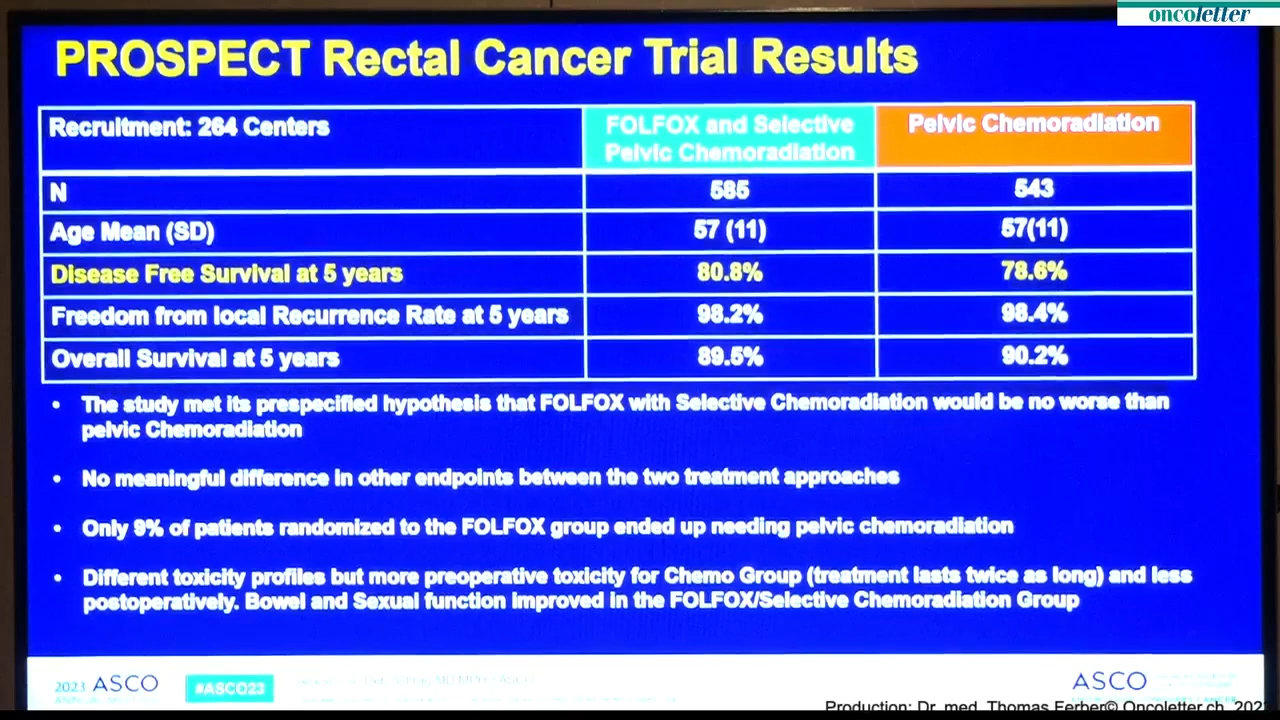 oncoletter
PROSPECT Rectal Cancer Trial Results
Recruitment: 264 Centers
FOLFOX and Selective
Pelvic Chemoradiation
Pelvic Chemoradiation
N
585
543
Age Mean (SD)
57 (11)
57(11)
Disease Free Survival at 5 years
80.8%
78.6%
Freedom from local Recurrence Rate at 5 years
98.2%
98.4%
Overall Survival at 5 years
89.5%
90.2%
• The study met its prespecified hypothesis that FOLFOX with Selective Chemoradiation would be no worse than
pelvic Chemoradiation
• No meaningful difference in other endpoints between the two treatment approaches
• Only 9% of patients randomized to the FOLFOX group ended up needing pelvic chemoradiation
• Different toxicity profiles but more preoperative toxicity for Chemo Group (treatment lasts twice as long) and less
postoperatively. Bowel and Sexual function improved in the FOLFOX/Selective Chemoradiation Group
2023 ASCO
#ASCO23
ASCO
Production: Dr. med. Thomas Ferber© Oncoletter.ch, 202